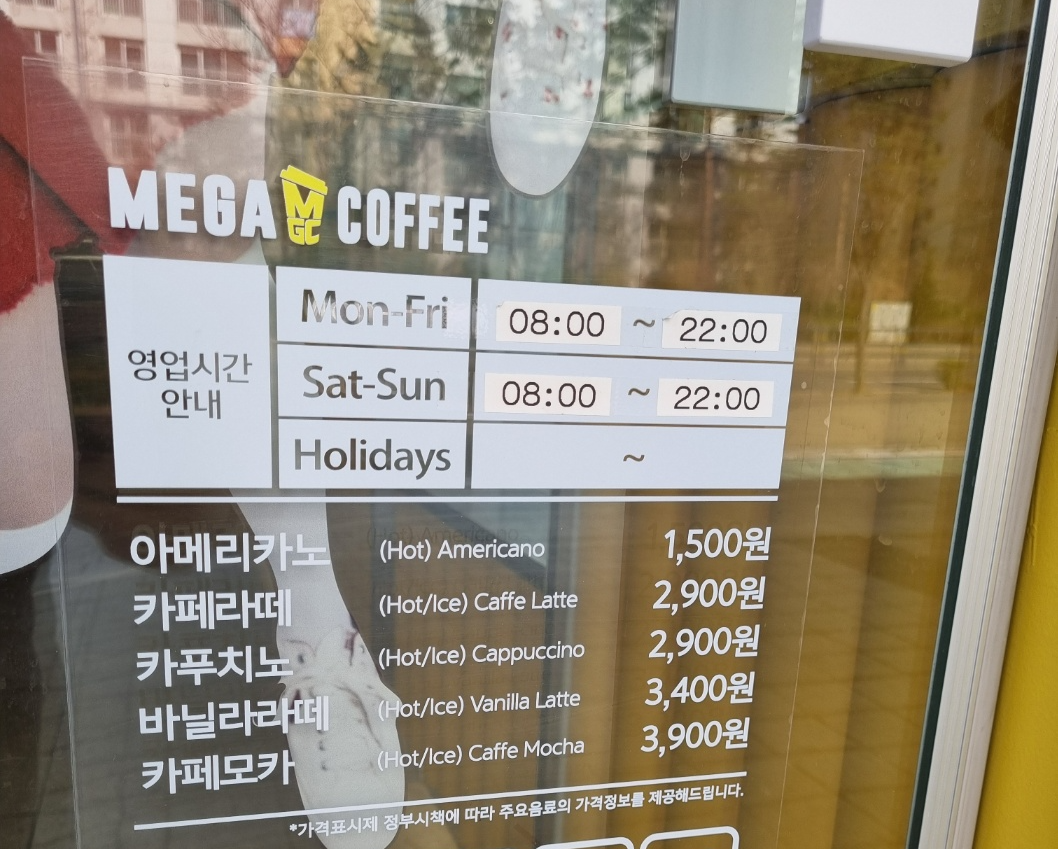 MEGA MGC COFFEE
영업시간
안내
Mon-Fri 08:00 ~ 22:00
Sat-Sun 08:00 ~ 22:00
Holidays ~
아메리카노 (Hot) Americano 1,500원
카페라떼 (Hot/Ice) Caffe Latte 2,900원
카푸치노 (Hot/Ice) Cappuccino 2,900원
바닐라라떼 (Hot/Ice) Vanilla Latte 3,400원
카페모카 (Hot/Ice) Caffe Mocha 3,900원
*가격표시제 정부시책에 따라 주요음료의 가격정보를 제공해드립니다.